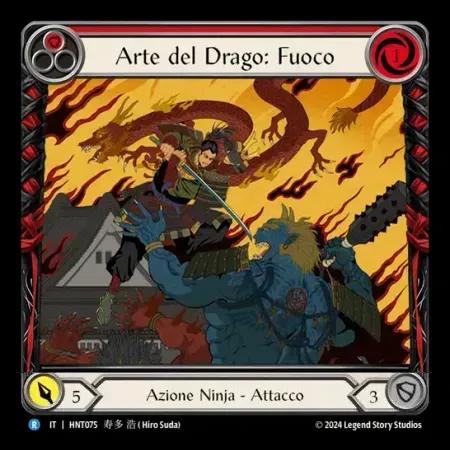 Arte del Drago: Fuoco
1
5
Azione Ninja - Attacco
3
R IT | HNT075 寿多 浩 (Hiro Suda)
© 2024 Legend Story Studios